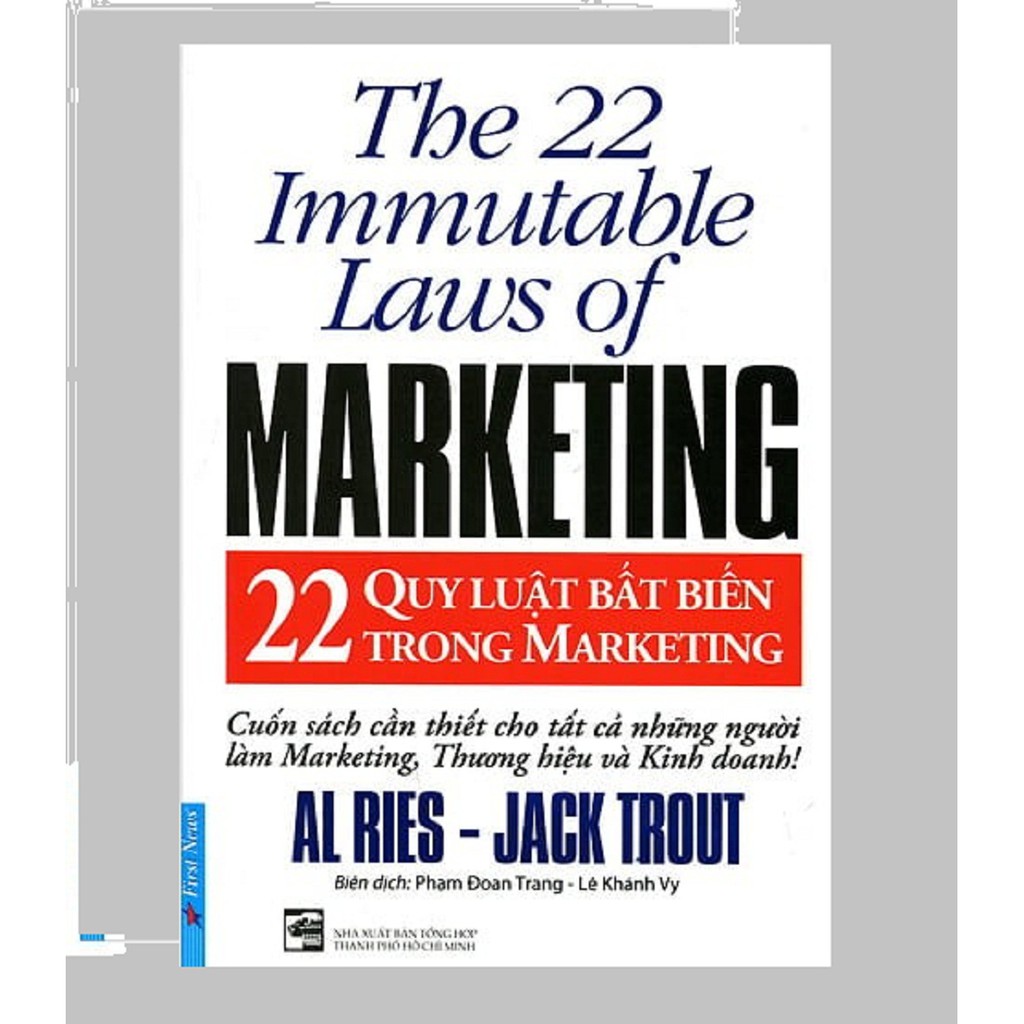 The 22
Immutable
Laws of
MARKETING
22 QUY LUẬT BẤT BIẾN
TRONG MARKETING
Cuốn sách cần thiết cho tất cả những người
làm Marketing, Thương hiệu và Kinh doanh!
AL RIES - JACK TROUT
Biên dịch: Phạm Đoan Trang - Lê Khánh Vy
First News
NHÀ XUẤT BẢN TỔNG HỢP
THÀNH PHỐ HỒ CHÍ MINH